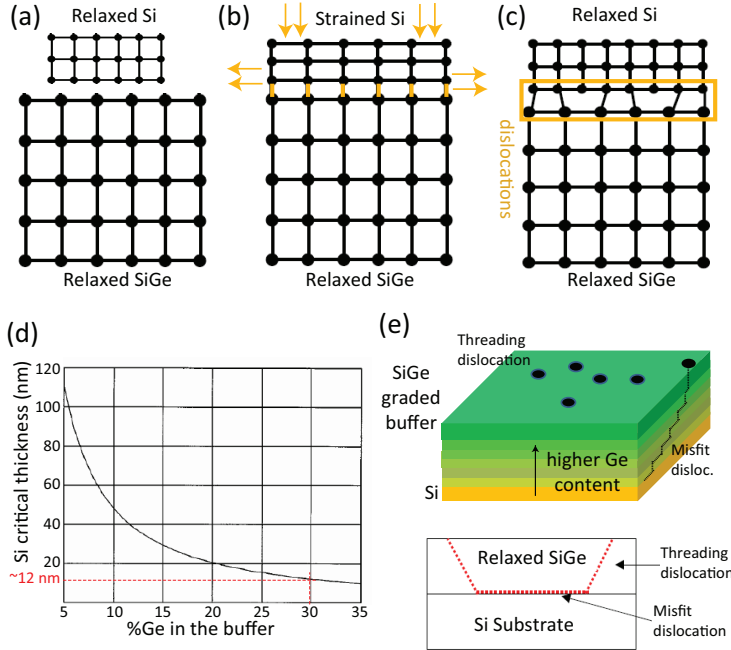 (a)
Relaxed Si
Relaxed SiGe
(b)
Strained Si
Relaxed SiGe
(c)
Relaxed Si
dislocations
Relaxed SiGe
(d)
Si critical thickness (nm)
120
100
80
60
40
20
~12 nm
5
10
15
20
25
30
35
%Ge in the buffer
(e)
Threading
dislocation
SiGe
graded
buffer
higher Ge
content
Si
Misfit
disloc.
Relaxed SiGe
Threading
dislocation
Si Substrate
Misfit
dislocation